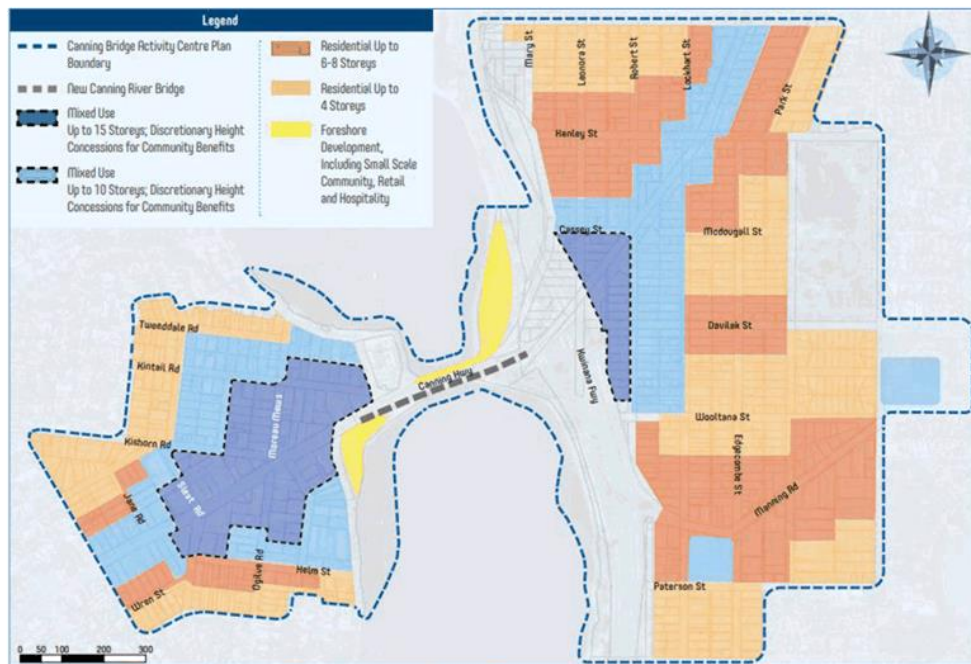 Legend
Canning Bridge Activity Centre Plan
Boundary
New Canning River Bridge
Mixed Use
Up to 15 Storeys; Discretionary Height
Concessions for Community Benefits
Mixed Use
Up to 10 Storeys; Discretionary Height
Concessions for Community Benefits
Residential Up to
6-8 Storeys
Residential Up to
4 Storeys
Foreshore
Development,
Including Small Scale
Community, Retail
and Hospitality
Mary St
Leonora St
Robert St
Lockhart St
Park St
Henley St
Cassey St
Mcdougall St
Davilak St
Kwinana Fwy
Canning Hwy
Wooltana St
Edgecombe St
Manning Rd
Paterson St
Tweeddale Rd
Kintail Rd
Moreau Mews
Kishorn Rd
Sleat Rd
Jane Rd
Ogilvie Rd
Helm St
Wren St
0 50 100 200 300